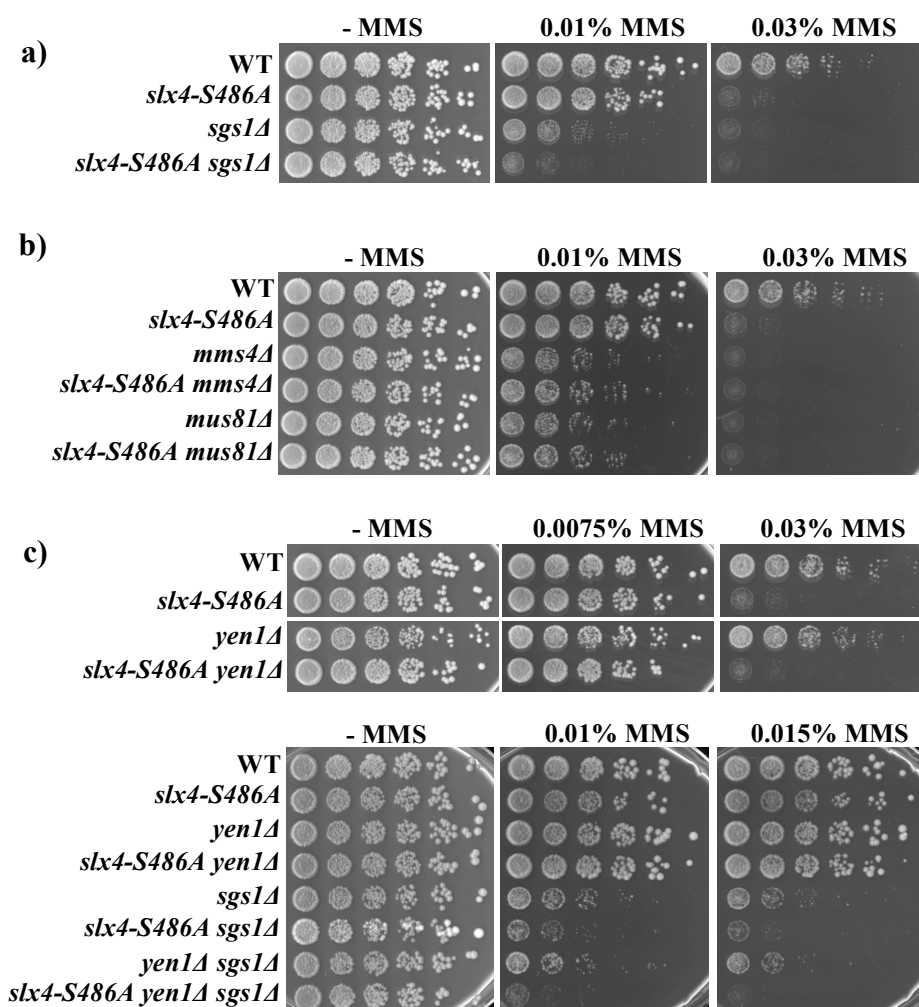 a)
- MMS 0.01% MMS 0.03% MMS
WT
slx4-S486A
sgs1Δ
slx4-S486A sgs1Δ
b)
- MMS 0.01% MMS 0.03% MMS
WT
slx4-S486A
mms4Δ
slx4-S486A mms4Δ
mus81Δ
slx4-S486A mus81Δ
c)
- MMS 0.0075% MMS 0.03% MMS
WT
slx4-S486A
yen1Δ
slx4-S486A yen1Δ
- MMS 0.01% MMS 0.015% MMS
WT
slx4-S486A
yen1Δ
slx4-S486A yen1Δ
sgs1Δ
slx4-S486A sgs1Δ
yen1Δ sgs1Δ
slx4-S486A yen1Δ sgs1Δ